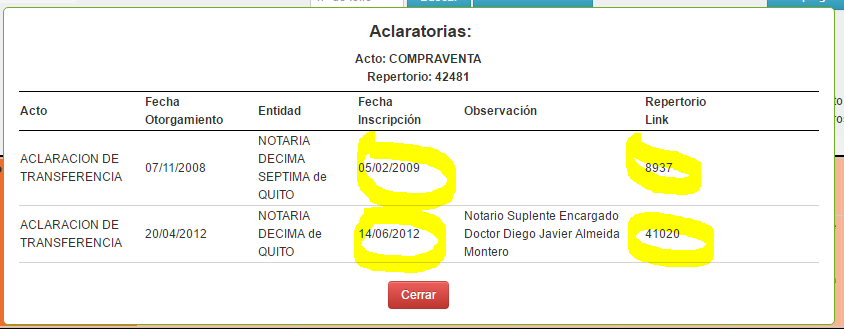 Aclaratorias:
Acto: COMPRAVENTA
Repertorio: 42481
Acto Fecha Otorgamiento Entidad Fecha Inscripción Observación Repertorio Link
ACLARACION DE TRANSFERENCIA 07/11/2008 NOTARIA DECIMA SEPTIMA de QUITO 05/02/2009 8937
ACLARACION DE TRANSFERENCIA 20/04/2012 NOTARIA DECIMA de QUITO 14/06/2012 Notario Suplente Encargado Doctor Diego Javier Almeida Montero 41020
Cerrar